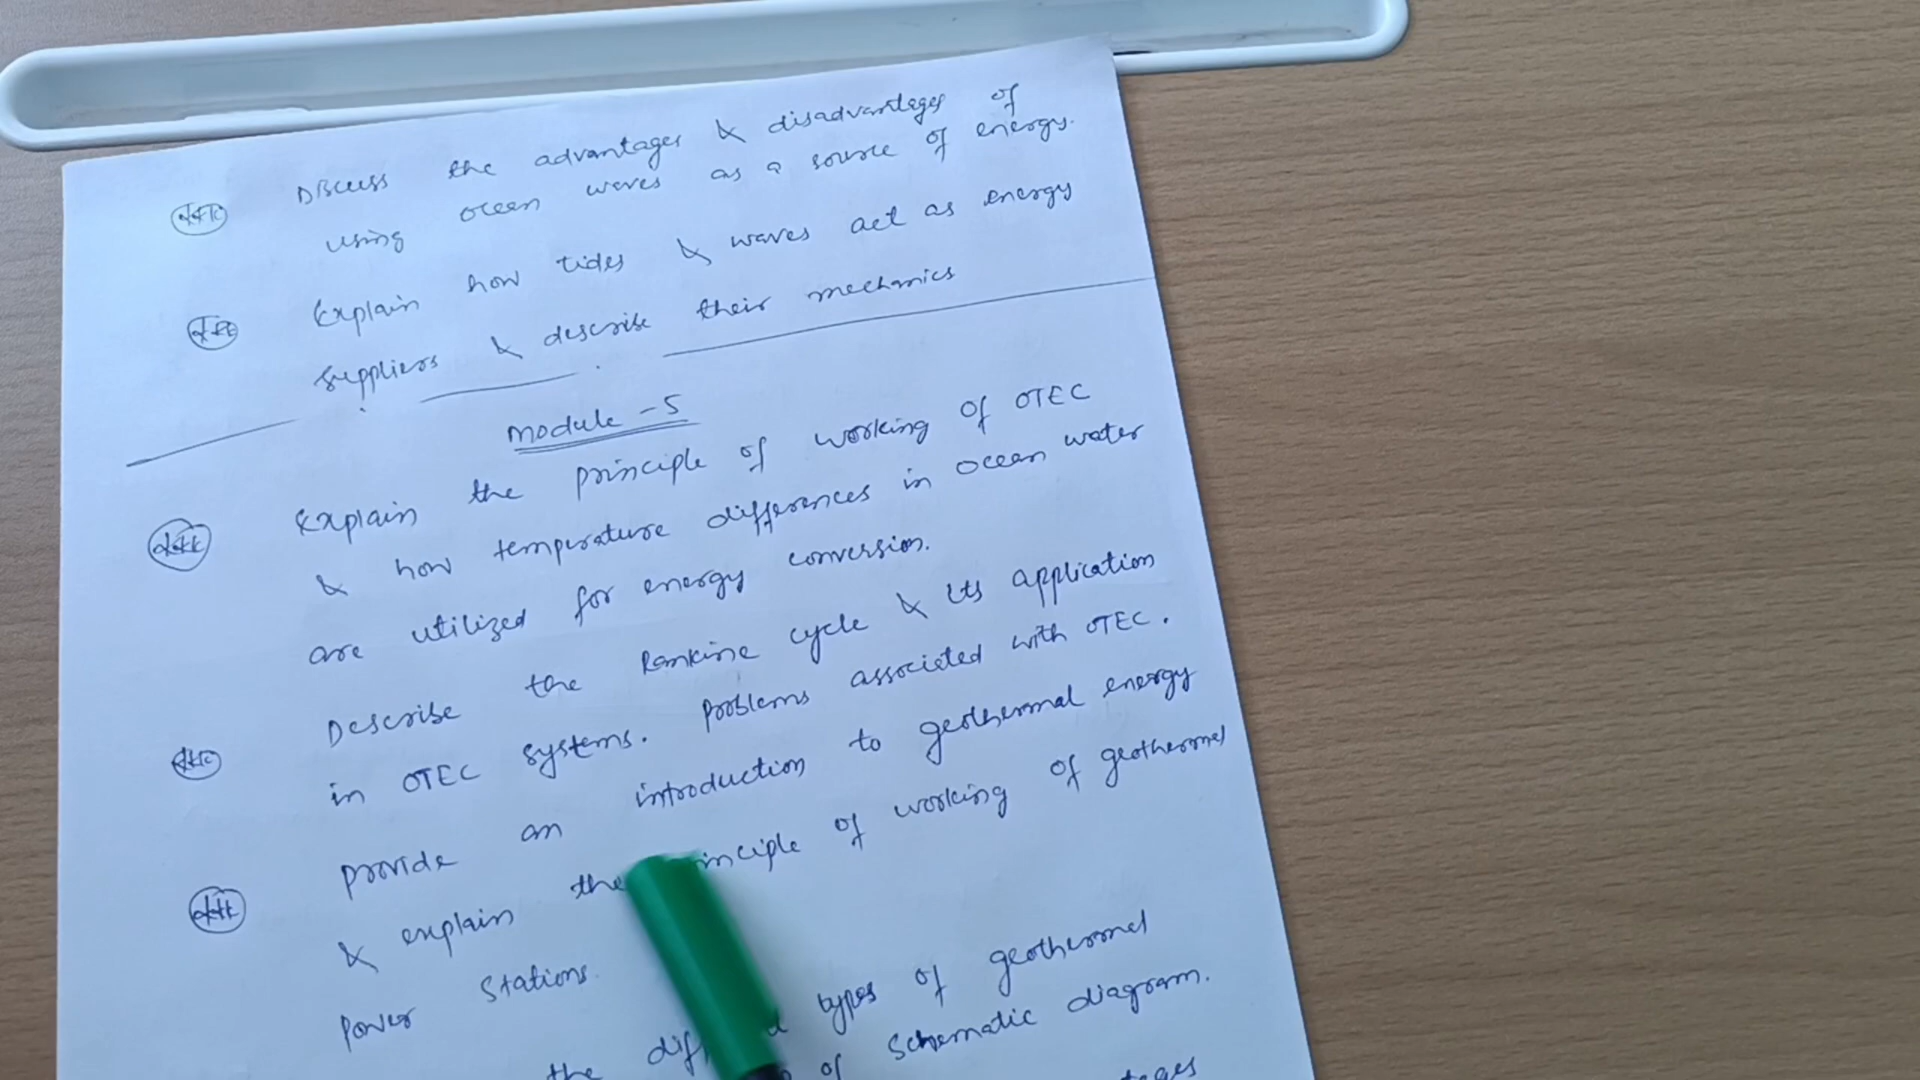 Discuss the advantages & disadvantages of
using ocean waves as a source of energy.
Explain how tides & waves act as energy
suppliers & describe their mechanics
Module - 5
Explain the principle of working of OTEC
& how temperature differences in ocean water
are utilized for energy conversion.
Describe the Rankine cycle & its application
in OTEC systems. problems associated with OTEC.
provide an introduction to geothermal energy
& explain the of working of geothermal
power stations.
the types of geothermal
of schematic diagram.